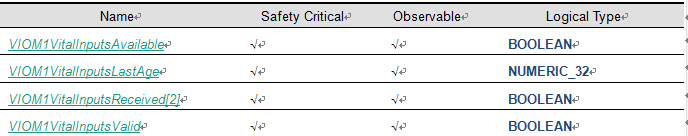 Name Safety Critical Observable Logical Type
VIOM1VitalInputsAvailable √ √ BOOLEAN
VIOM1VitalInputsLastAge √ √ NUMERIC_32
VIOM1VitalInputsReceived[2] √ √ BOOLEAN
VIOM1VitalInputsValid √ √ BOOLEAN